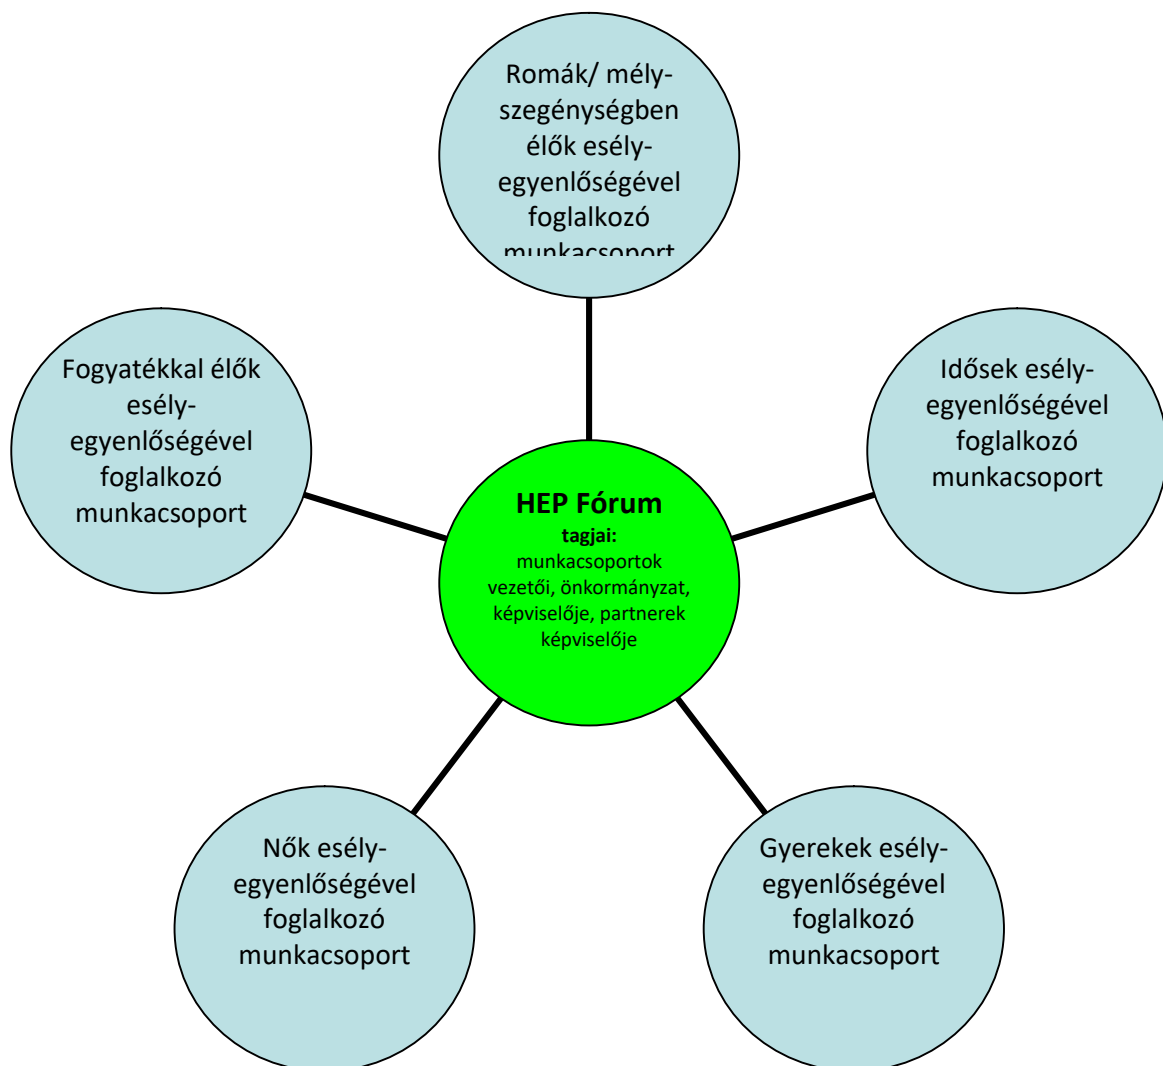 Romák/ mély-
szegénységben
élők esély-
egyenlőségével
foglalkozó
munkacsoport
Fogyatékkal élők
esély-
egyenlőségével
foglalkozó
munkacsoport
Idősek esély-
egyenlőségével
foglalkozó
munkacsoport
HEP Fórum
tagjai:
munkacsoportok
vezetői, önkormányzat,
képviselője, partnerek
képviselője
Nők esély-
egyenlőségével
foglalkozó
munkacsoport
Gyerekek esély-
egyenlőségével
foglalkozó
munkacsoport